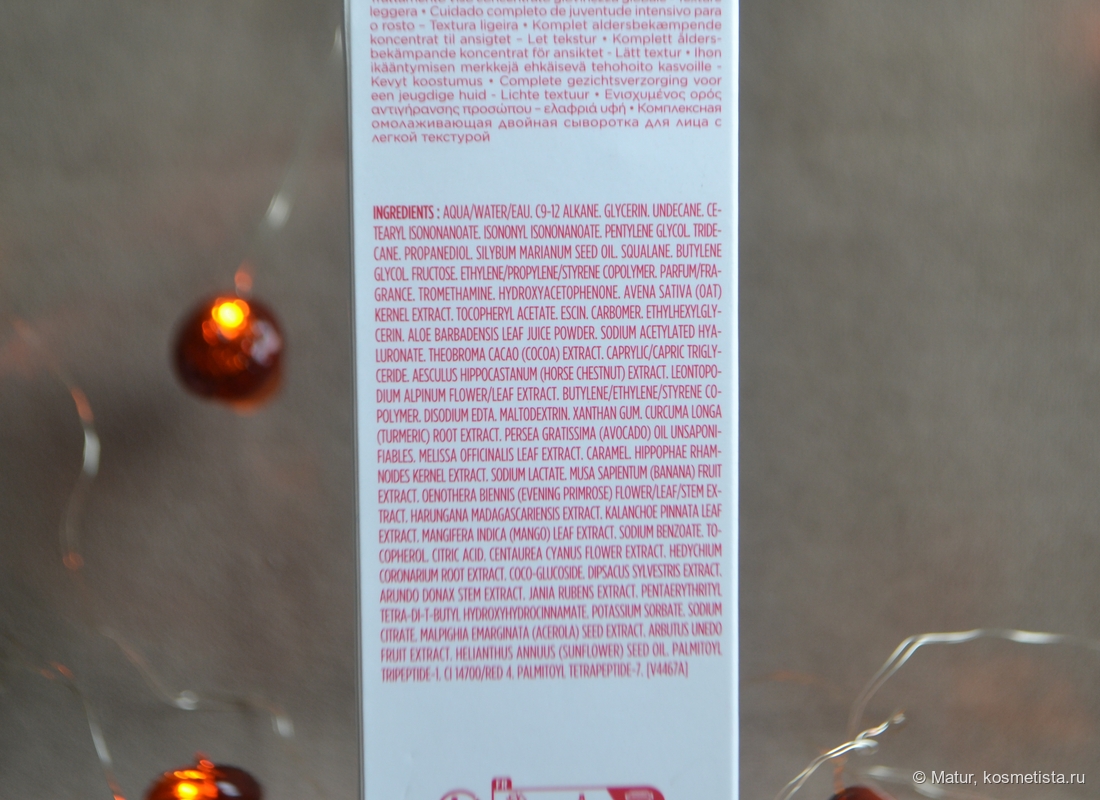 leggera • Cuidado completo de juventude intensivo para
o rosto – Textura ligeira • Komplet aldersbekæmpende
koncentrat til ansigtet – Let tekstur • Komplett ålders-
bekämpande koncentrat för ansiktet - Lätt textur • Ihon
ikääntymisen merkkejä ehkäisevä tehohoito kasvoille -
Kevyt koostumus • Complete gezichtsverzorging voor
een jeugdige huid - Lichte textuur • Ενισχυμένος ορός
αντιγήρανσης προσώπου – ελαφριά υφή • Комплексная
омолаживающая двойная сыворотка для лица с
легкой текстурой
INGREDIENTS : AQUA/WATER/EAU. C9-12 ALKANE. GLYCERIN. UNDECANE. CE-
TEARYL ISONONANOATE. ISONONYL ISONONANOATE. PENTYLENE GLYCOL. TRIDE-
CANE. PROPANEDIOL. SILYBUM MARIANUM SEED OIL. SQUALANE. BUTYLENE
GLYCOL. FRUCTOSE. ETHYLENE/PROPYLENE/STYRENE COPOLYMER. PARFUM/FRA-
GRANCE. TROMETHAMINE. HYDROXYACETOPHENONE. AVENA SATIVA (OAT)
KERNEL EXTRACT. TOCOPHERYL ACETATE. ESCIN. CARBOMER. ETHYLHEXYLGLY-
CERIN. ALOE BARBADENSIS LEAF JUICE POWDER. SODIUM ACETYLATED HYA-
LURONATE. THEOBROMA CACAO (COCOA) EXTRACT. CAPRYLIC/CAPRIC TRIGLY-
CERIDE. AESCULUS HIPPOCASTANUM (HORSE CHESTNUT) EXTRACT. LEONTOPO-
DIUM ALPINUM FLOWER/LEAF EXTRACT. BUTYLENE/ETHYLENE/STYRENE CO-
POLYMER. DISODIUM EDTA. MALTODEXTRIN. XANTHAN GUM. CURCUMA LONGA
(TURMERIC) ROOT EXTRACT. PERSEA GRATISSIMA (AVOCADO) OIL UNSAPONI-
FIABLES. MELISSA OFFICINALIS LEAF EXTRACT. CARAMEL. HIPPOPHAE RHAM-
NOIDES KERNEL EXTRACT. SODIUM LACTATE. MUSA SAPIENTUM (BANANA) FRUIT
EXTRACT. OENOTHERA BIENNIS (EVENING PRIMROSE) FLOWER/LEAF/STEM EX-
TRACT. HARUNGANA MADAGASCARIENSIS EXTRACT. KALANCHOE PINNATA LEAF
EXTRACT. MANGIFERA INDICA (MANGO) LEAF EXTRACT. SODIUM BENZOATE. TO-
COPHEROL. CITRIC ACID. CENTAUREA CYANUS FLOWER EXTRACT. HEDYCHIUM
CORONARIUM ROOT EXTRACT. COCO-GLUCOSIDE. DIPSACUS SYLVESTRIS EXTRACT.
ARUNDO DONAX STEM EXTRACT. JANIA RUBENS EXTRACT. PENTAERYTHRITYL
TETRA-DI-T-BUTYL HYDROXYHYDROCINNAMATE. POTASSIUM SORBATE. SODIUM
CITRATE. MALPIGHIA EMARGINATA (ACEROLA) SEED EXTRACT. ARBUTUS UNEDO
FRUIT EXTRACT. HELIANTHUS ANNUUS (SUNFLOWER) SEED OIL. PALMITOYL
TRIPEPTIDE-1. CI 14700/RED 4. PALMITOYL TETRAPEPTIDE-7. [V4467A]
FR
© Matur, kosmetista.ru